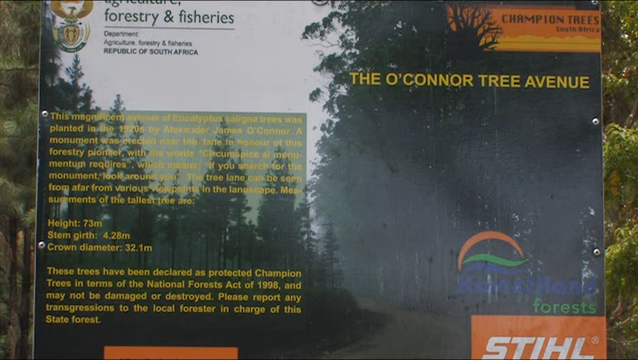 agriculture,
forestry & fisheries
Department:
Agriculture, forestry & fisheries
REPUBLIC OF SOUTH AFRICA
CHAMPION TREES
South Africa
THE O'CONNOR TREE AVENUE
This magnificent avenue of Eucalyptus saligna trees was
planted in the 1920s by Alexander James O'Connor. A
monument was erected near the lane in honour of this
forestry pioneer, with the words "Circumspice si monu-
mentum requires", which means: "If you search for the
monument, look around you". The tree lane can be seen
from afar from various viewpoints in the landscape. Mea-
surements of the tallest tree are:
Height: 73m
Stem girth: 4.28m
Crown diameter: 32.1m
These trees have been declared as protected Champion
Trees in terms of the National Forests Act of 1998, and
may not be damaged or destroyed. Please report any
transgressions to the local forester in charge of this
State forest.
forests
STIHL